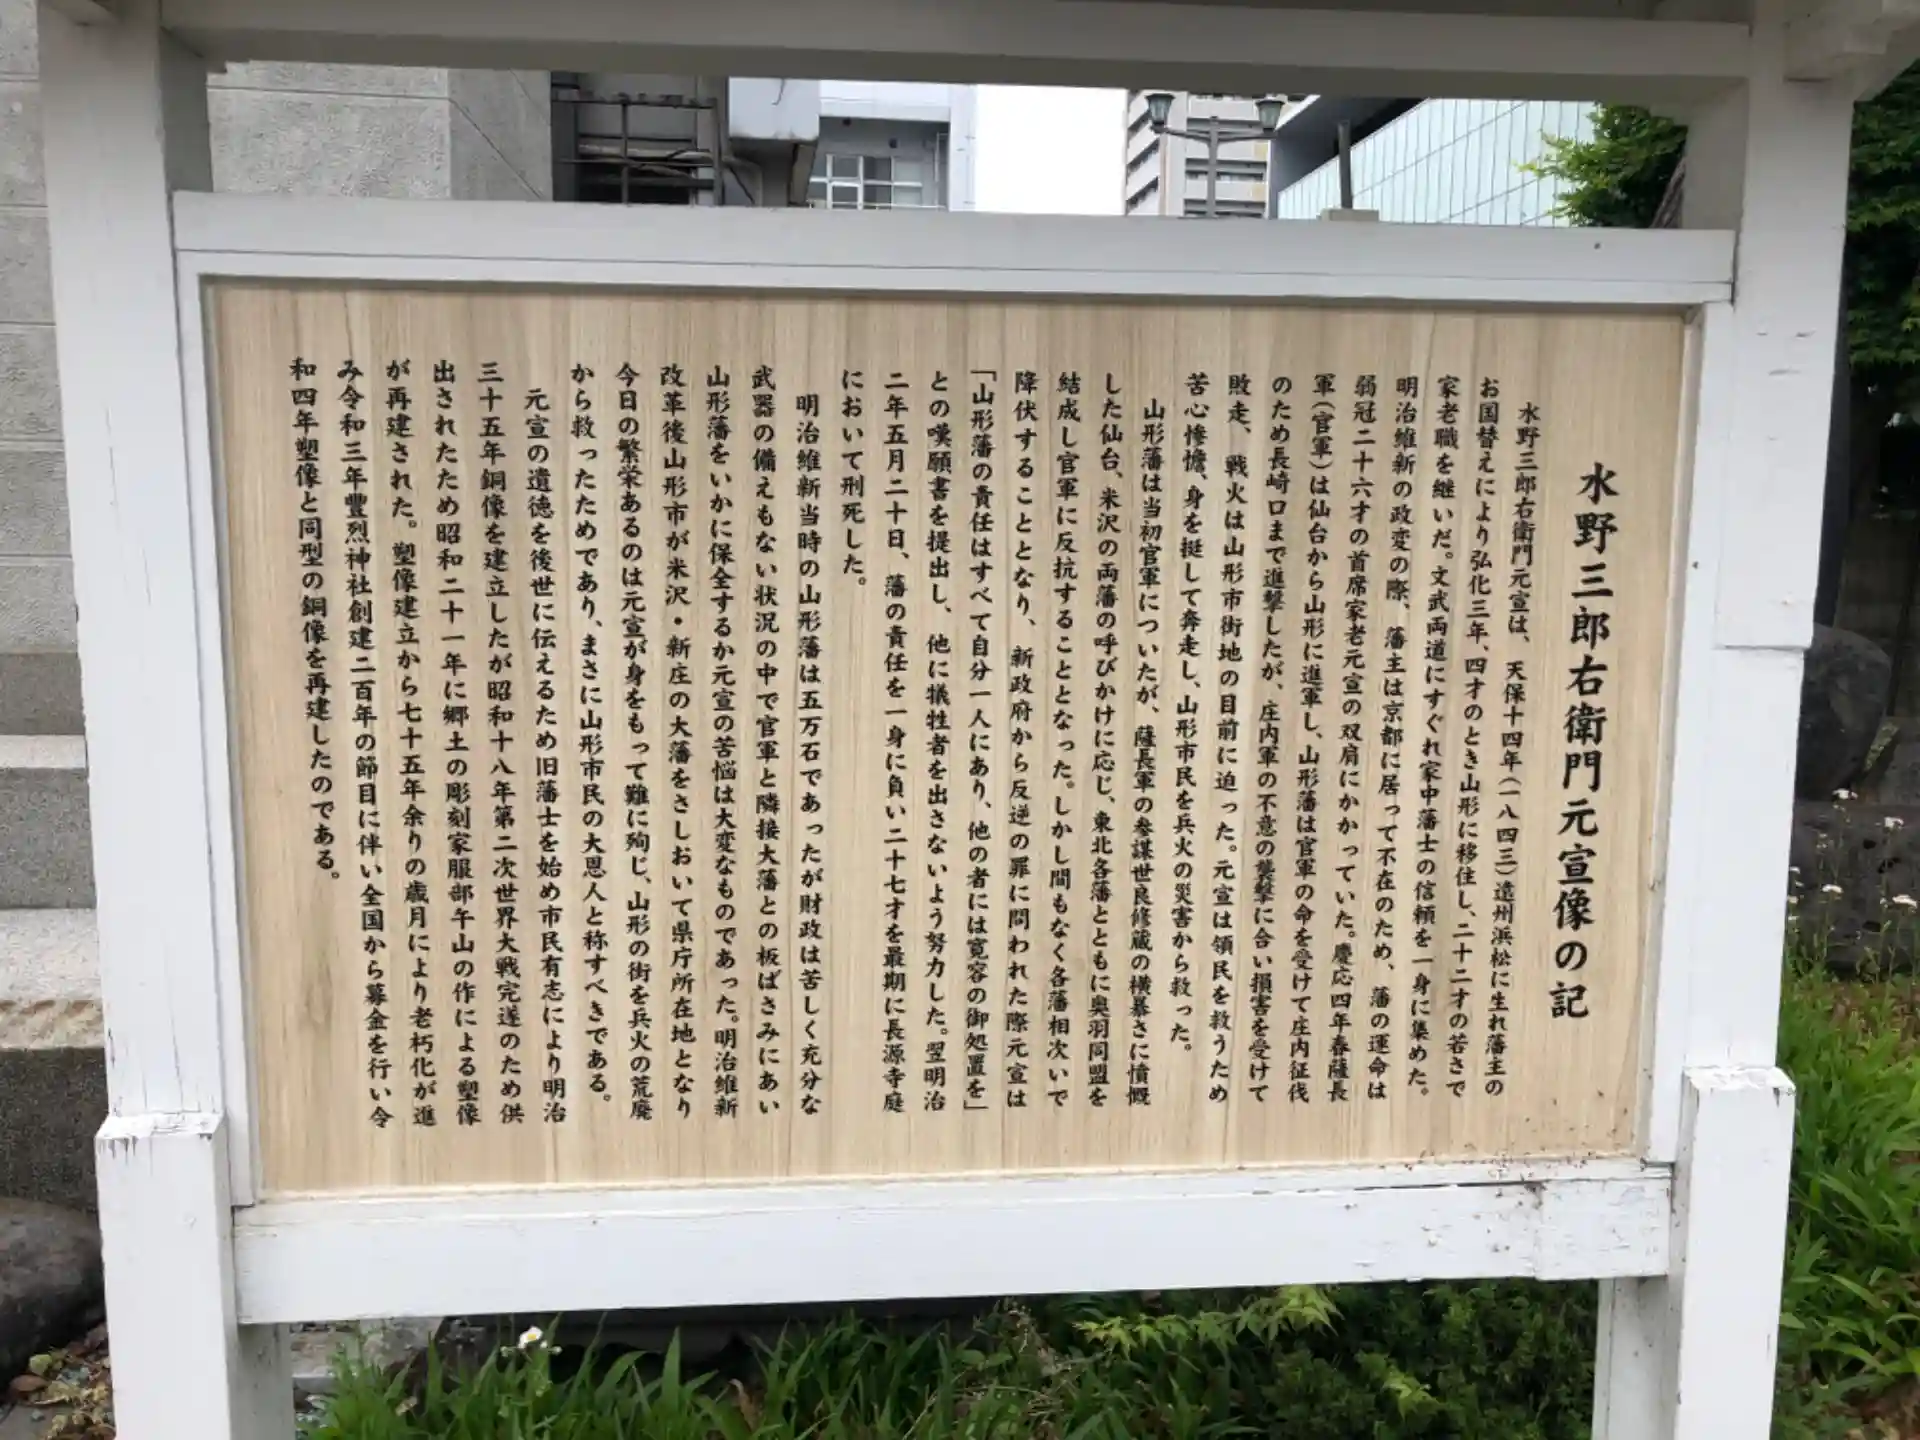 水野三郎右衛門元宣像の記
水野三郎右衛門元宣は、天保十四年(一八四三)遠州浜松に生れ藩主の
お国替えにより弘化三年、四才のとき山形に移住し、二十二才の若さで
家老職を継いだ。文武両道にすぐれ家中藩士の信頼を一身に集めた。
明治維新の政変の際、藩主は京都に居って不在のため、藩の運命は
弱冠二十六才の首席家老元宣の双肩にかかっていた。慶応四年春薩長
軍(官軍)は仙台から山形に進軍し、山形藩は官軍の命を受けて庄内征伐
のため長崎口まで進撃したが、庄内軍の不意の襲撃に合い損害を受けて
敗走、戦火は山形市街地の目前に迫った。元宣は領民を救うため
苦心惨憺、身を挺して奔走し、山形市民を兵火の災害から救った。
山形藩は当初官軍についたが、薩長軍の参謀世良修蔵の横暴さに憤慨
した仙台、米沢の両藩の呼びかけに応じ、東北各藩とともに奥羽同盟を
結成し官軍に反抗することとなった。しかし間もなく各藩相次いで
降伏することとなり、新政府から反逆の罪に問われた際元宣は
「山形藩の責任はすべて自分一人にあり、他の者には寛容の御処置を」
との嘆願書を提出し、他に犠牲者を出さないよう努力した。翌明治
二年五月二十日、藩の責任を一身に負い二十七才を最期に長源寺庭
において刑死した。
明治維新当時の山形藩は五万石であったが財政は苦しく充分な
武器の備えもない状況の中で官軍と隣接大藩との板ばさみにあい
山形藩をいかに保全するか元宣の苦悩は大変なものであった。明治維新
改革後山形市が米沢・新庄の大藩をさしおいて県庁所在地となり
今日の繁栄あるのは元宣が身をもって難に殉じ、山形の街を兵火の荒廃
から救ったためであり、まさに山形市民の大恩人と称すべきである。
元宣の遺徳を後世に伝えるため旧藩士を始め市民有志により明治
三十五年銅像を建立したが昭和十八年第二次世界大戦完遂のため供
出されたため昭和二十一年に郷土の彫刻家服部午山の作による塑像
が再建された。塑像建立から七十五年余りの歳月により老朽化が進
み令和三年豊烈神社創建二百年の節目に伴い全国から募金を行い令
和四年塑像と同型の銅像を再建したのである。